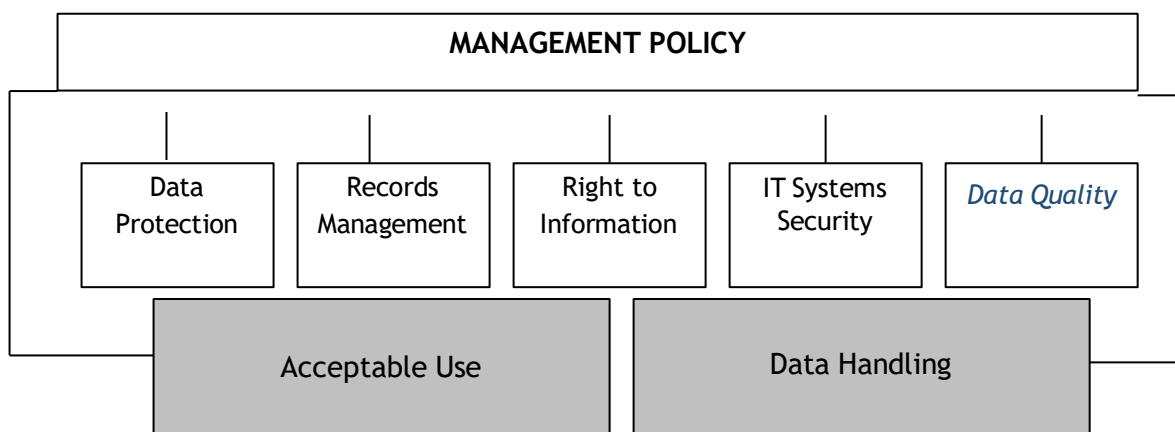 MANAGEMENT POLICY
Data
Protection
Records
Management
Right to
Information
IT Systems
Security
Data Quality
Acceptable Use
Data Handling